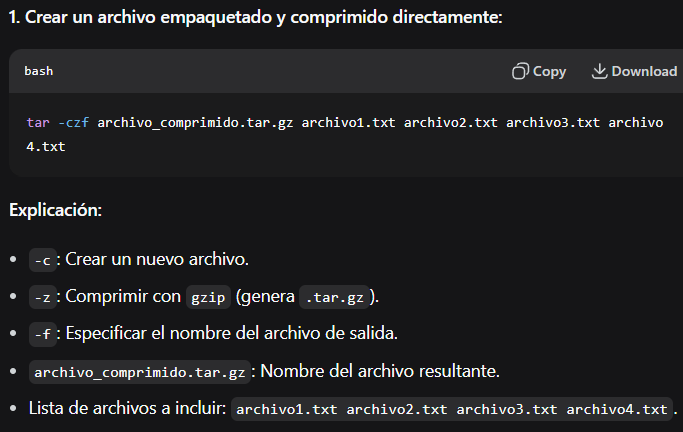 1. Crear un archivo empaquetado y comprimido directamente:
bash
Copy
Download
tar -czf archivo_comprimido.tar.gz archivo1.txt archivo2.txt archivo3.txt archivo
4.txt
Explicación:
• -c: Crear un nuevo archivo.
• -z: Comprimir con gzip (genera .tar.gz).
• -f: Especificar el nombre del archivo de salida.
• archivo_comprimido.tar.gz: Nombre del archivo resultante.
• Lista de archivos a incluir: archivo1.txt archivo2.txt archivo3.txt archivo4.txt.